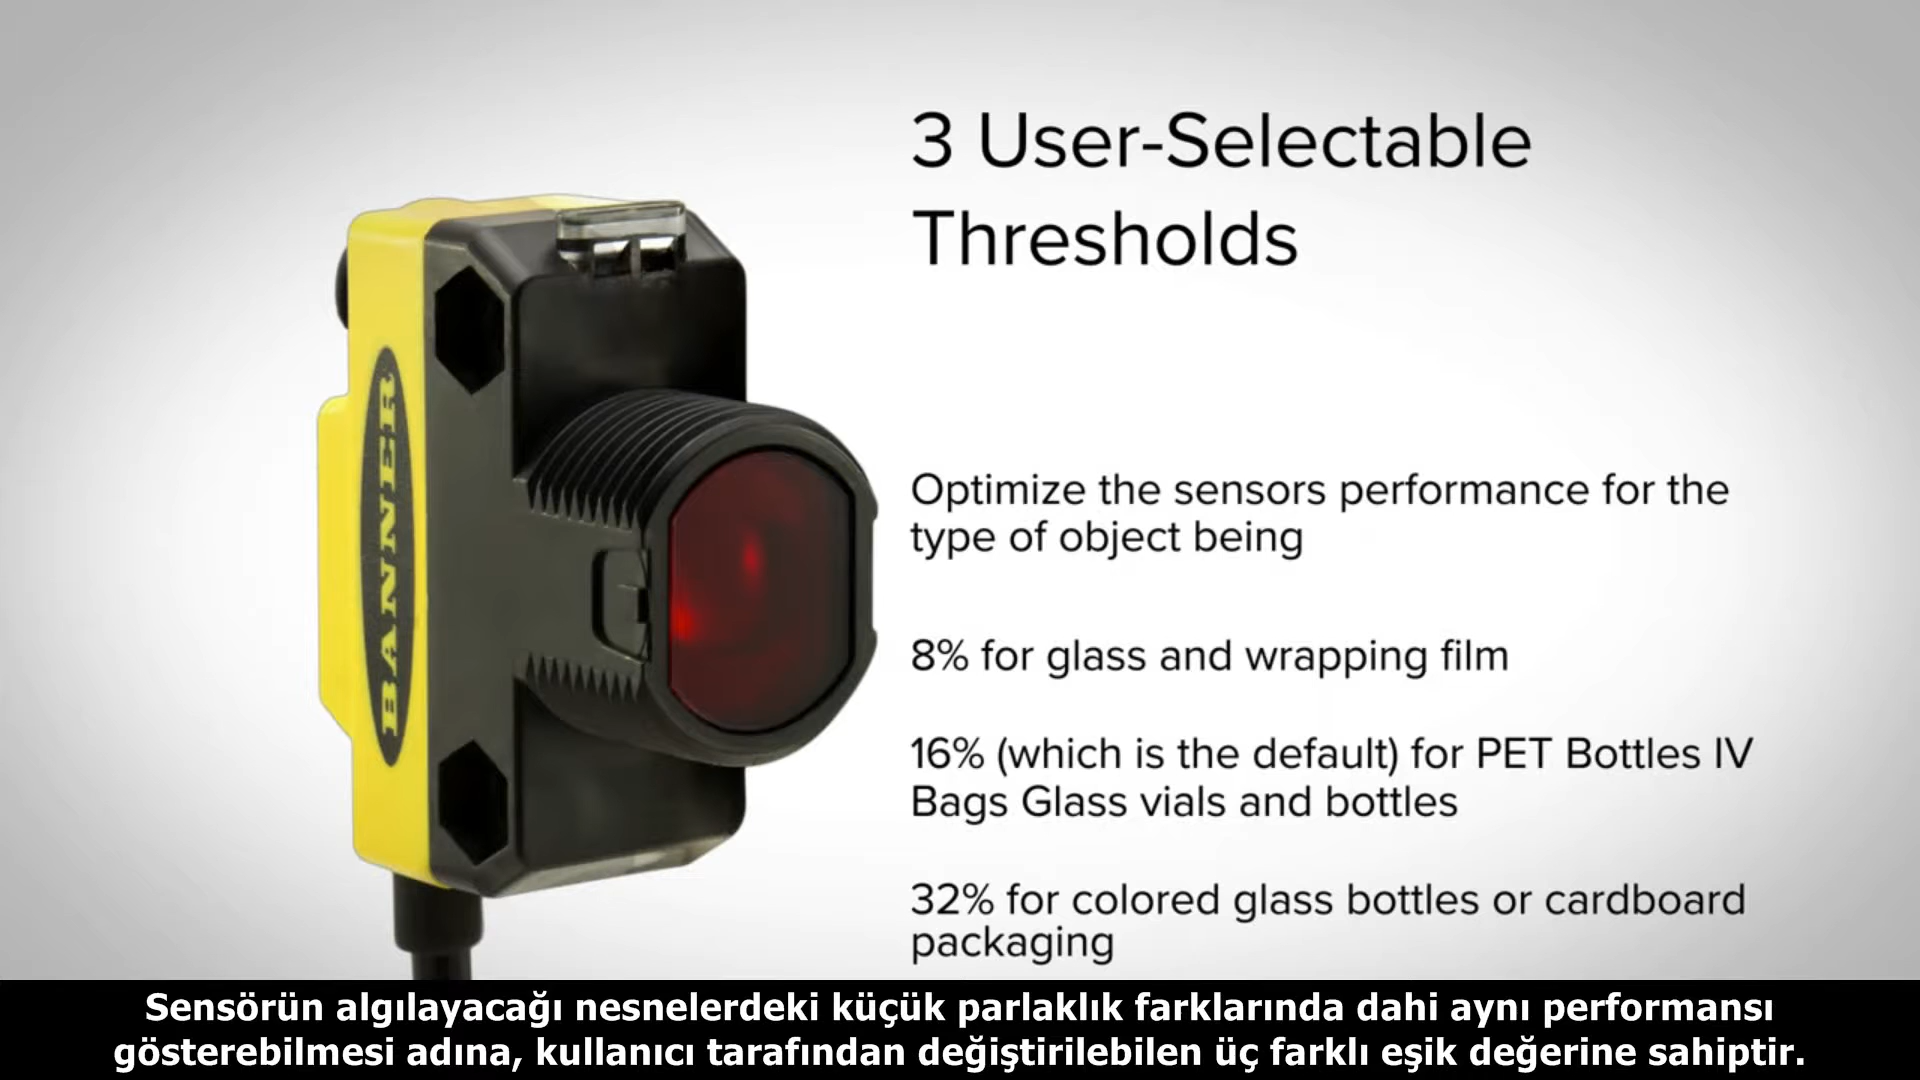 3 User-Selectable
Thresholds
BANNER
Optimize the sensors performance for the
type of object being
8% for glass and wrapping film
16% (which is the default) for PET Bottles IV
Bags Glass vials and bottles
32% for colored glass bottles or cardboard
packaging
Sensörün algılayacağı nesnelerdeki küçük parlaklık farklarında dahi aynı performansı
gösterebilmesi adına, kullanıcı tarafından değiştirilebilen üç farklı eşik değerine sahiptir.